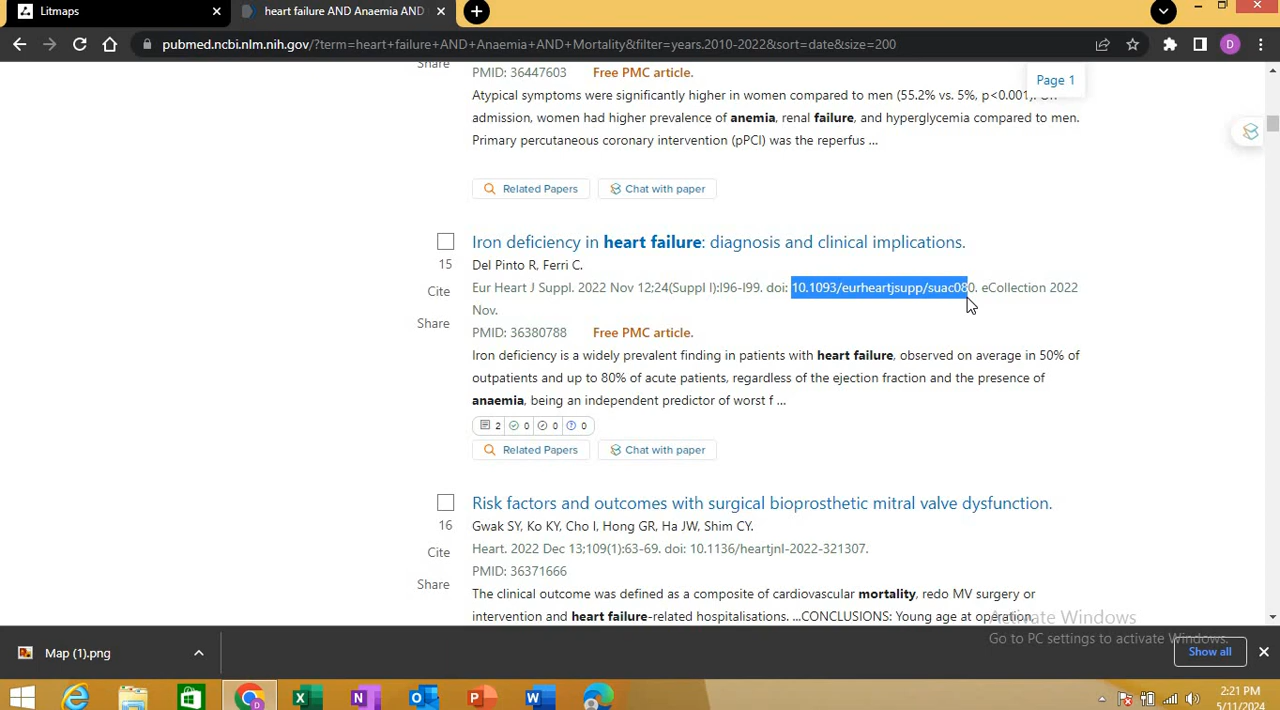 Litmaps
heart failure AND Anaemia AND
pubmed.ncbi.nlm.nih.gov/?term=heart+failure+AND+Anaemia+AND+Mortality&filter=years.2010-2022&sort=date&size=200
Share
PMID: 36447603 Free PMC article.
Page 1
Atypical symptoms were significantly higher in women compared to men (55.2% vs. 5%, p<0.001).
admission, women had higher prevalence of anemia, renal failure, and hyperglycemia compared to men.
Primary percutaneous coronary intervention (pPCI) was the reperfus ...
Related Papers Chat with paper
Iron deficiency in heart failure: diagnosis and clinical implications.
15 Del Pinto R, Ferri C.
Cite Eur Heart J Suppl. 2022 Nov 12;24(Suppl I):I96-I99. doi: 10.1093/eurheartjsupp/suac080. eCollection 2022
Nov.
Share
PMID: 36380788 Free PMC article.
Iron deficiency is a widely prevalent finding in patients with heart failure, observed on average in 50% of
outpatients and up to 80% of acute patients, regardless of the ejection fraction and the presence of
anaemia, being an independent predictor of worst f ...
2 0 0 0
Related Papers Chat with paper
Risk factors and outcomes with surgical bioprosthetic mitral valve dysfunction.
16 Gwak SY, Ko KY, Cho I, Hong GR, Ha JW, Shim CY.
Cite Heart. 2022 Dec 13;109(1):63-69. doi: 10.1136/heartjnl-2022-321307.
PMID: 36371666
Share
The clinical outcome was defined as a composite of cardiovascular mortality, redo MV surgery or
intervention and heart failure-related hospitalisations. ...CONCLUSIONS: Young age at operation,
Activate Windows
Go to PC settings to activate Windows.
Map (1).png
Show all
2:21 PM
5/11/2024